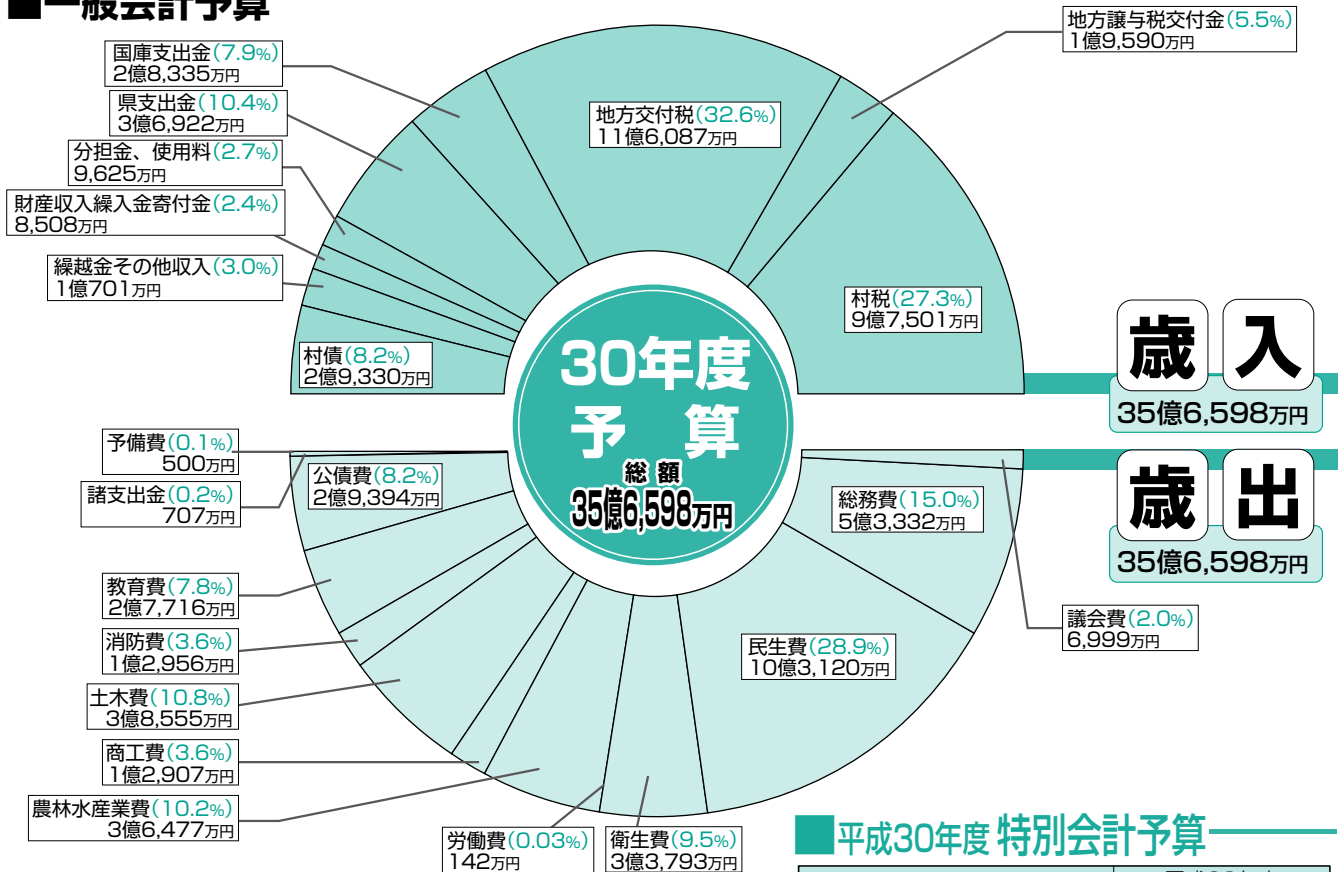 ■一般会計予算
国庫支出金(7.9%)
2億8,335万円
県支出金(10.4%)
3億6,922万円
分担金、使用料(2.7%)
9,625万円
財産収入繰入金寄付金(2.4%)
8,508万円
繰越金その他収入(3.0%)
1億701万円
村債(8.2%)
2億9,330万円
地方交付税(32.6%)
11億6,087万円
地方譲与税交付金(5.5%)
1億9,590万円
村税(27.3%)
9億7,501万円
歳入
35億6,598万円
30年度
予算
総額
35億6,598万円
歳出
35億6,598万円
予備費(0.1%)
500万円
諸支出金(0.2%)
707万円
公債費(8.2%)
2億9,394万円
教育費(7.8%)
2億7,716万円
消防費(3.6%)
1億2,956万円
土木費(10.8%)
3億8,555万円
商工費(3.6%)
1億2,907万円
農林水産業費(10.2%)
3億6,477万円
労働費(0.03%)
142万円
衛生費(9.5%)
3億3,793万円
民生費(28.9%)
10億3,120万円
総務費(15.0%)
5億3,332万円
議会費(2.0%)
6,999万円
■平成30年度 特別会計予算